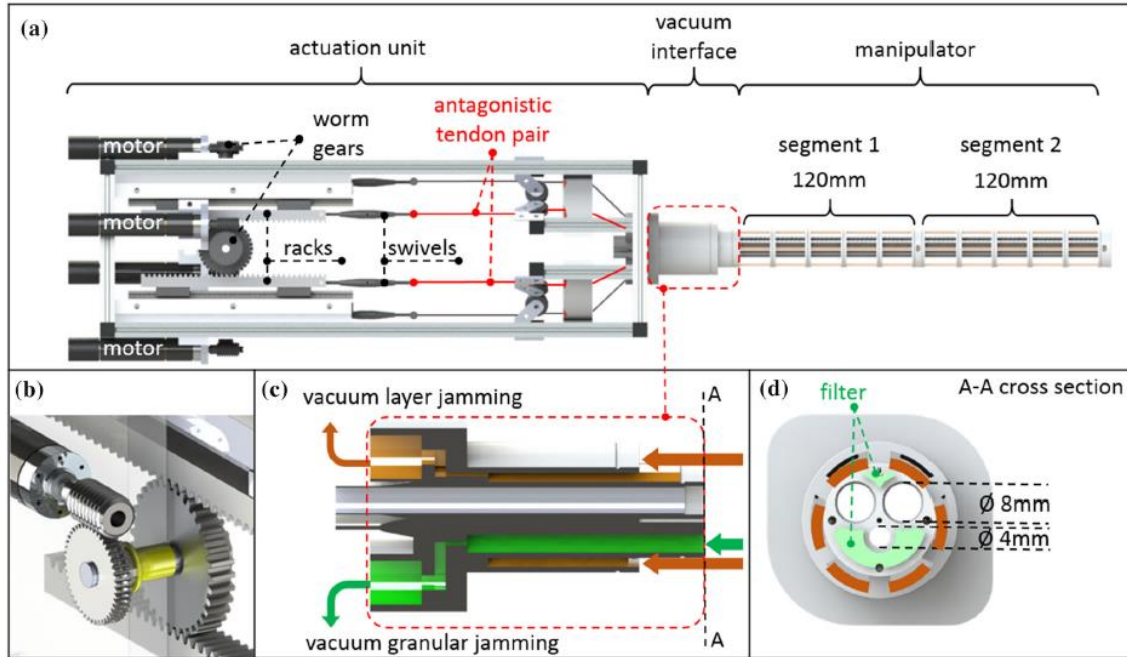 (a)
actuation unit
vacuum
interface
manipulator
antagonistic
tendon pair
worm
gears
motor
segment 1
120mm
segment 2
120mm
motor
racks
swivels
motor
(b)
(c)
vacuum layer jamming
A
vacuum granular jamming
A
(d)
A-A cross section
filter
Ø 8mm
Ø 4mm